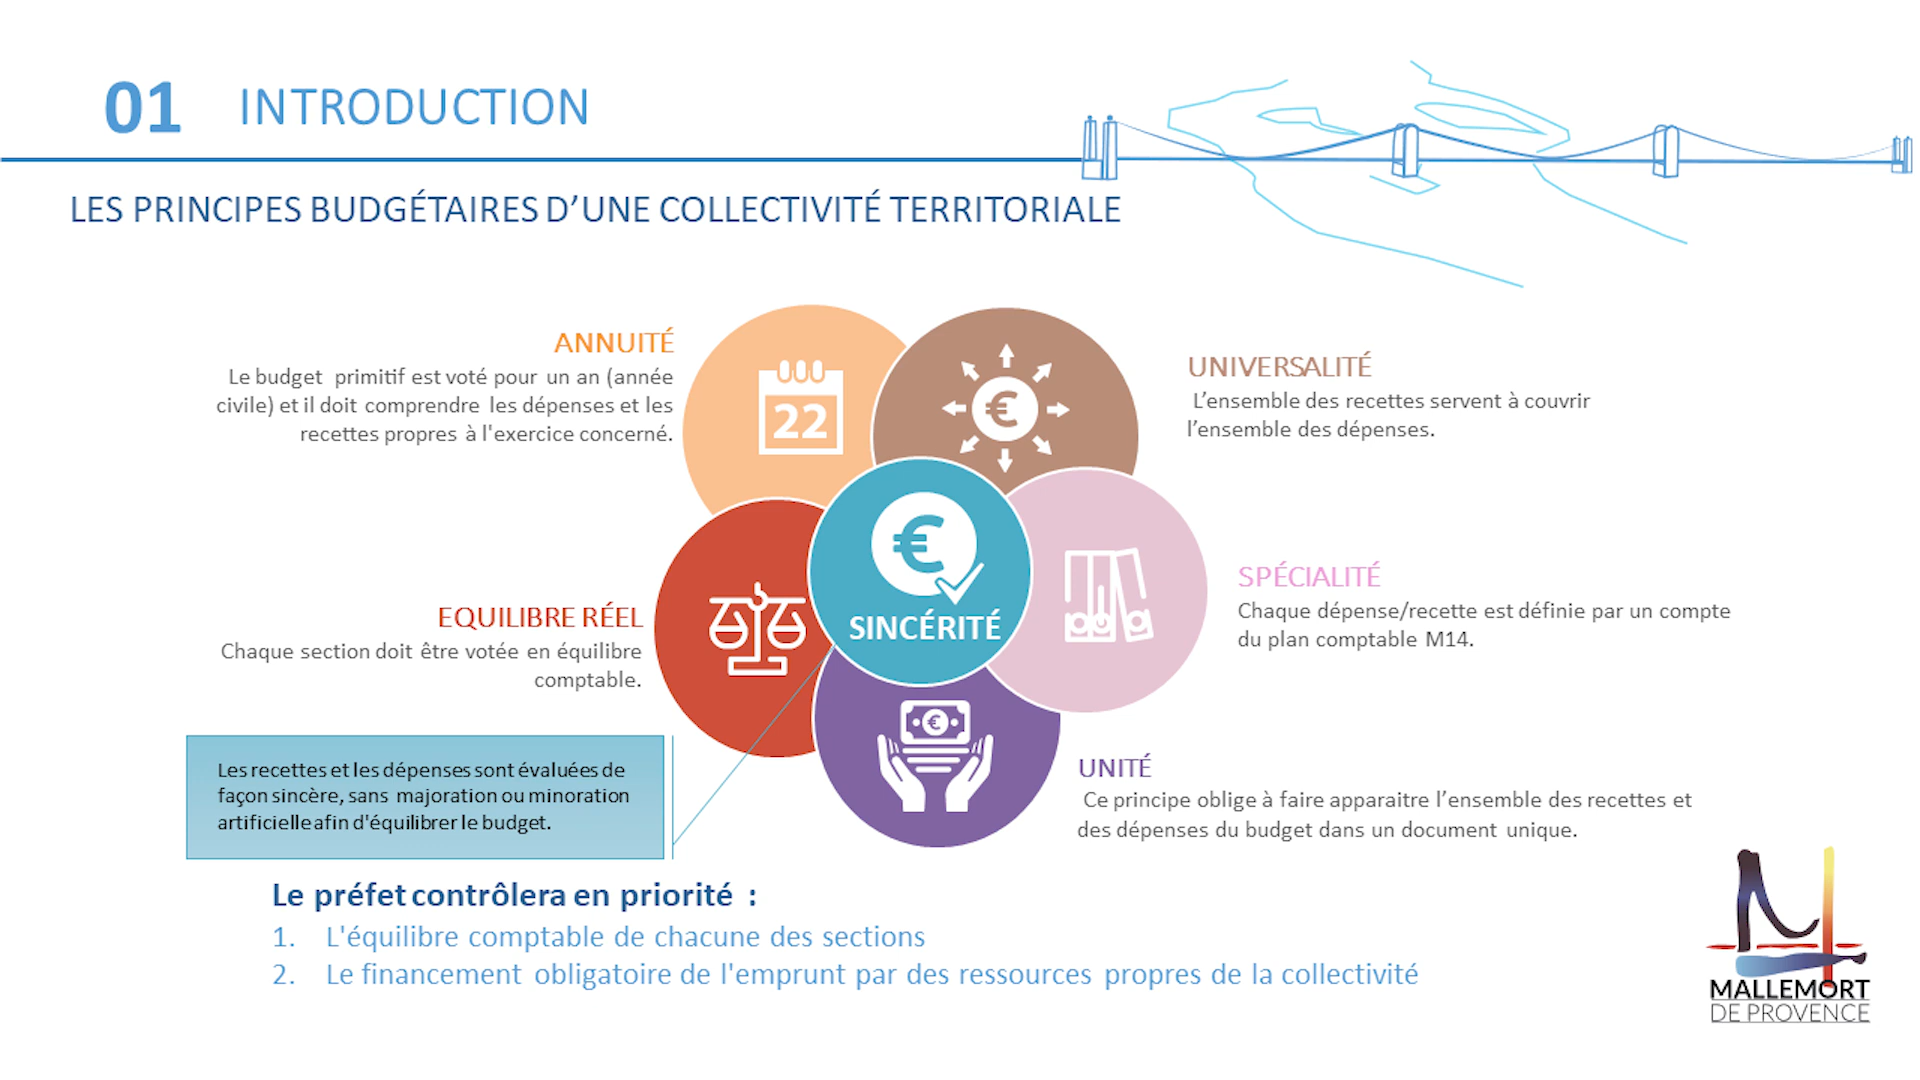 01 INTRODUCTION
LES PRINCIPES BUDGÉTAIRES D’UNE COLLECTIVITÉ TERRITORIALE
ANNUITÉ
Le budget primitif est voté pour un an (année
civile) et il doit comprendre les dépenses et les
recettes propres à l'exercice concerné.
22
€
UNIVERSALITÉ
L’ensemble des recettes servent à couvrir
l’ensemble des dépenses.
EQUILIBRE RÉEL
Chaque section doit être votée en équilibre
comptable.
€
SINCÉRITÉ
SPÉCIALITÉ
Chaque dépense/recette est définie par un compte
du plan comptable M14.
Les recettes et les dépenses sont évaluées de
façon sincère, sans majoration ou minoration
artificielle afin d'équilibrer le budget.
€
UNITÉ
Ce principe oblige à faire apparaitre l’ensemble des recettes et
des dépenses du budget dans un document unique.
Le préfet contrôlera en priorité :
1. L'équilibre comptable de chacune des sections
2. Le financement obligatoire de l'emprunt par des ressources propres de la collectivité
MALLEMORT
DE PROVENCE